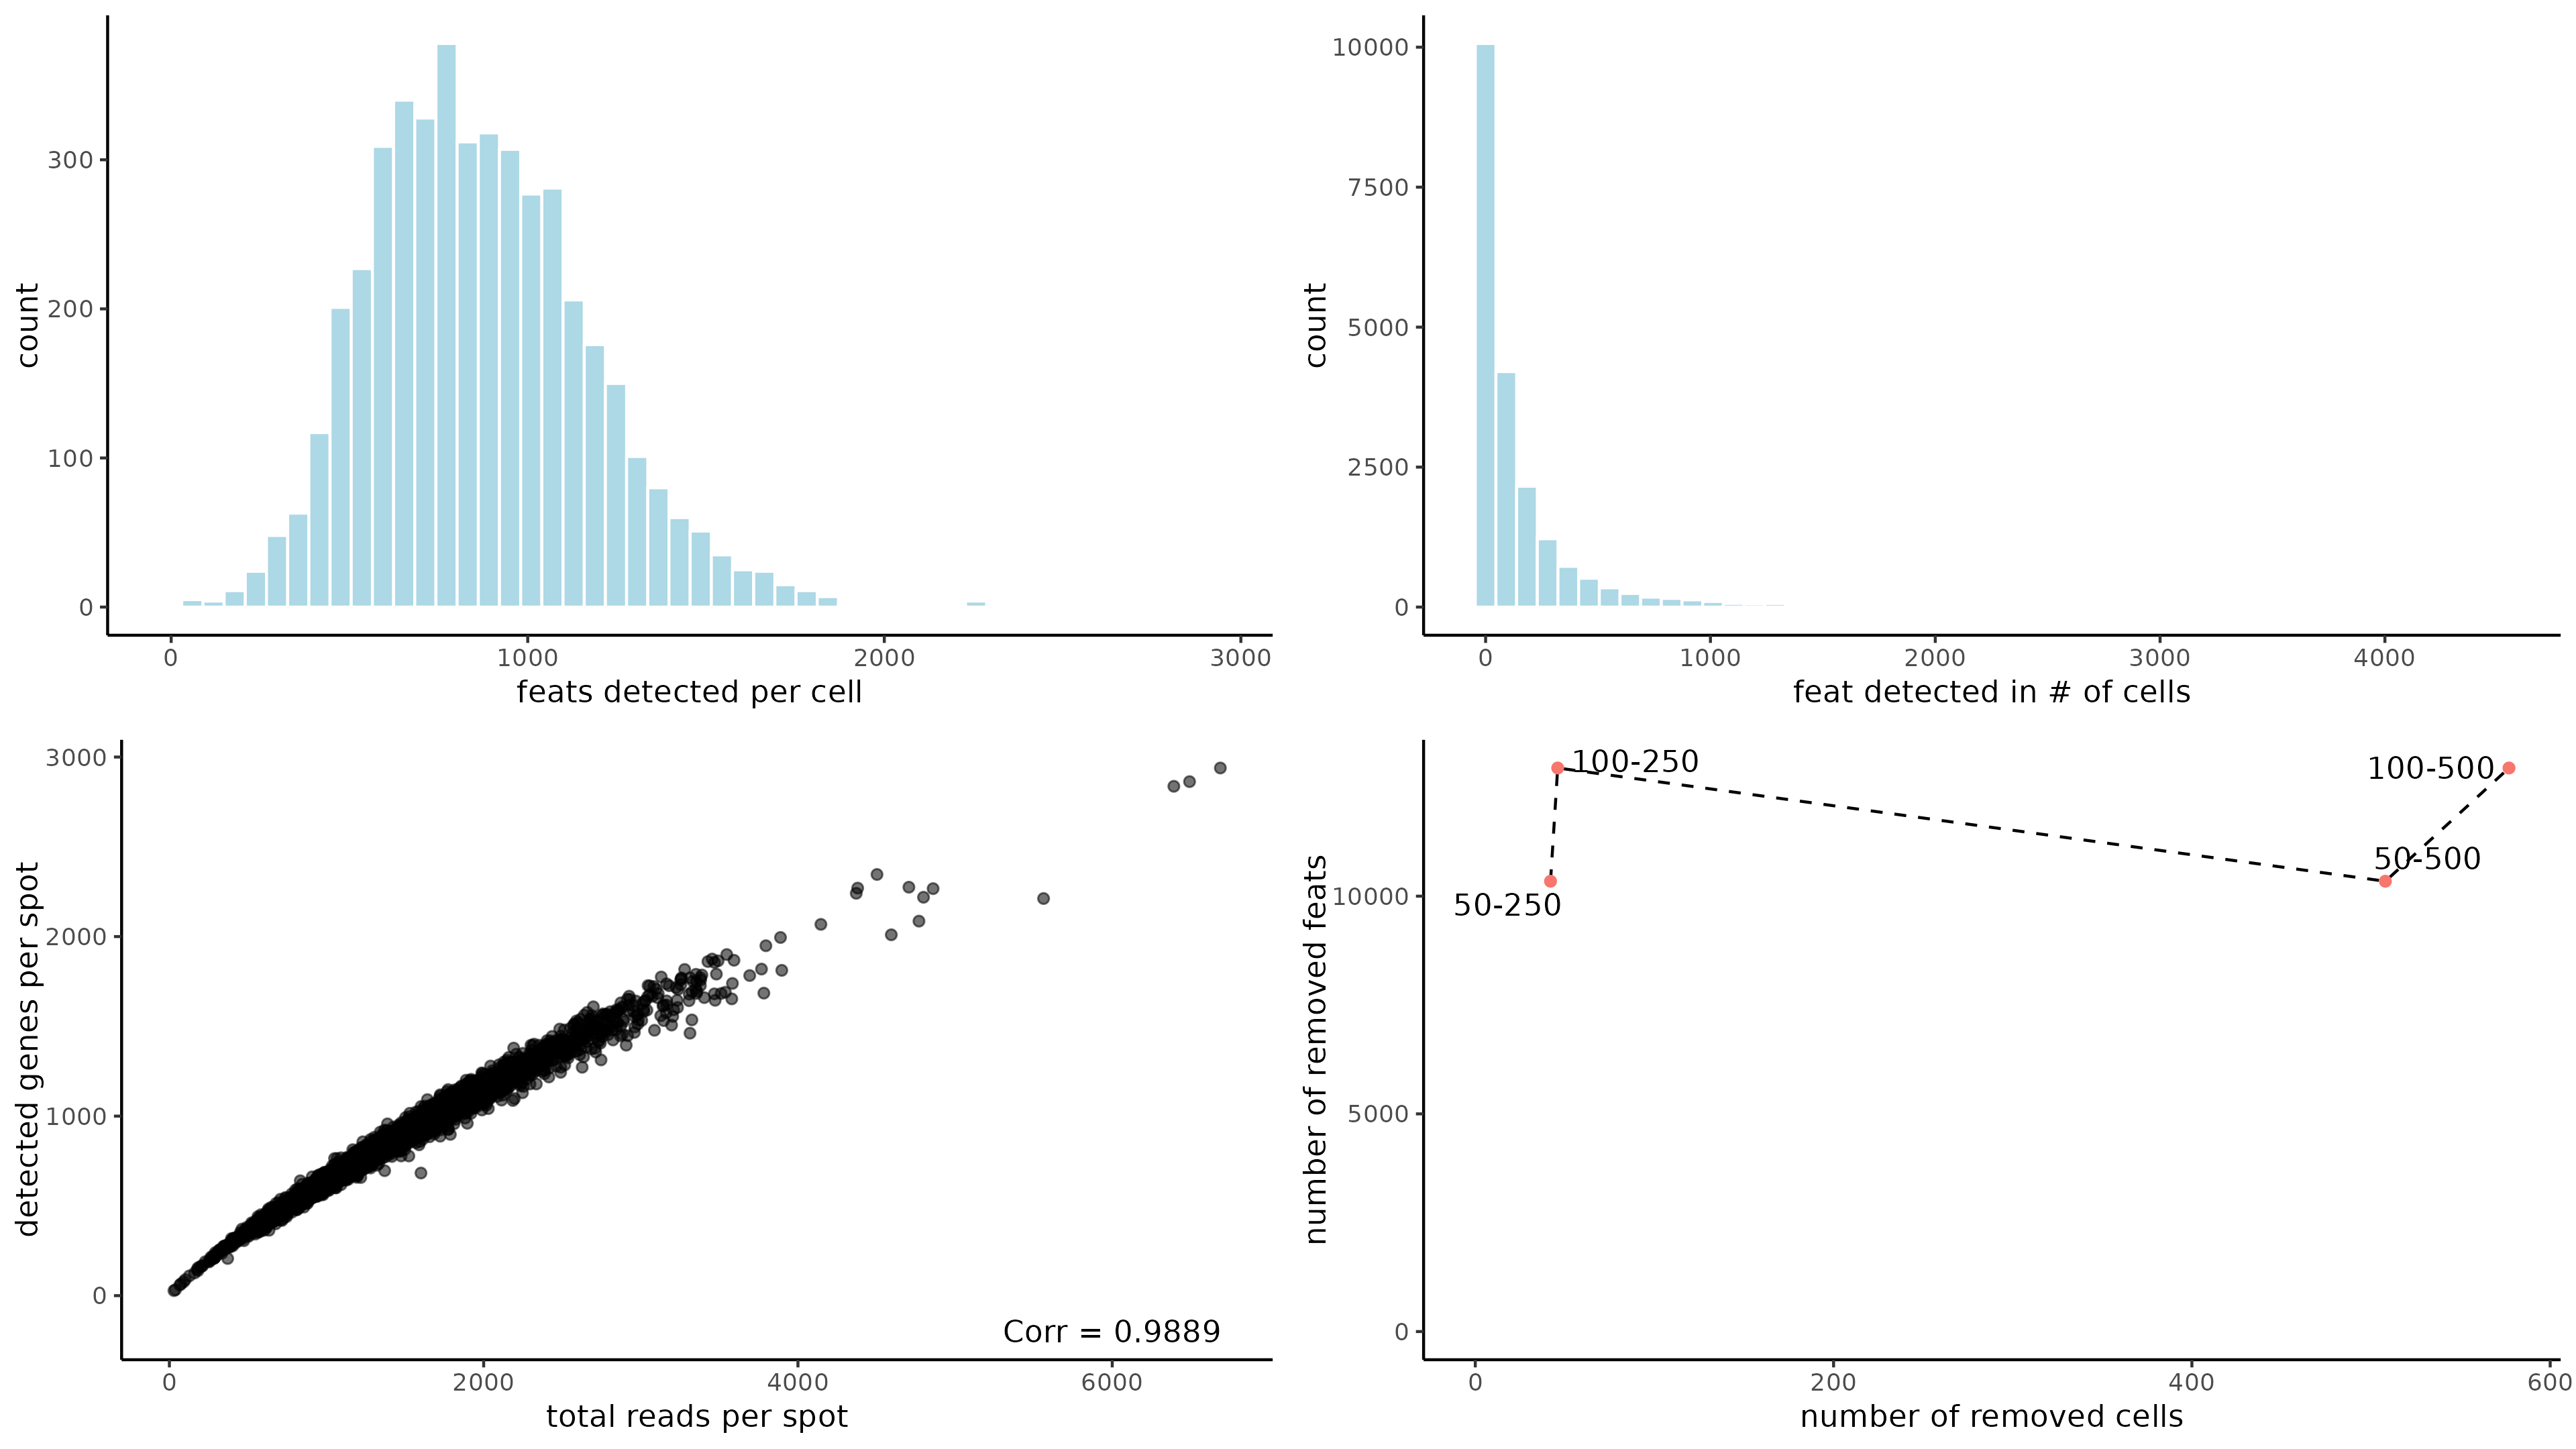 300
200
100
0
count
0 1000 2000 3000
feats detected per cell
10000
7500
5000
2500
0
count
0 1000 2000 3000 4000
feat detected in # of cells
3000
2000
1000
0
detected genes per spot
Corr = 0.9889
0 2000 4000 6000
total reads per spot
100-250
100-500
50-500
50-250
10000
5000
0
number of removed feats
0 200 400 600
number of removed cells